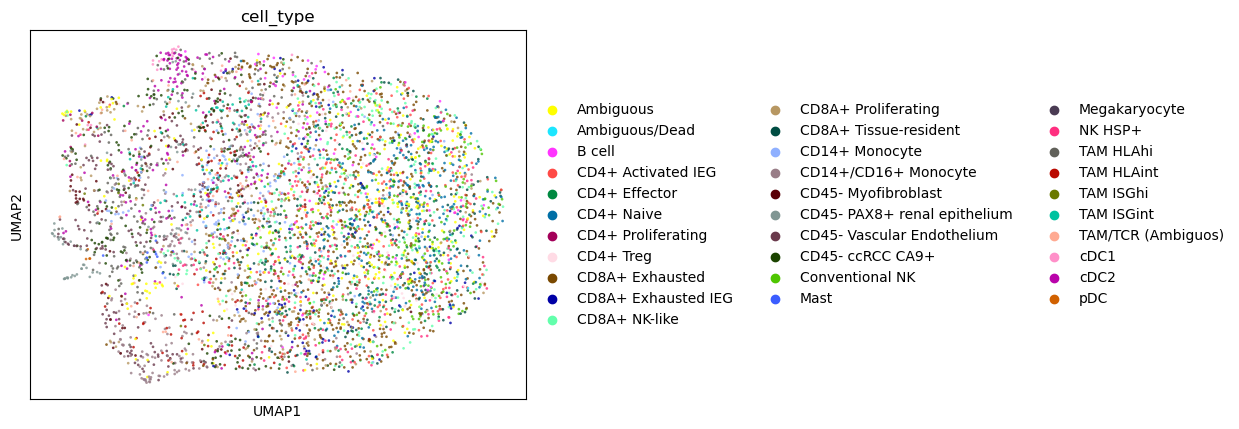 cell_type
UMAP2
UMAP1
Ambiguous
Ambiguous/Dead
B cell
CD4+ Activated IEG
CD4+ Effector
CD4+ Naive
CD4+ Proliferating
CD4+ Treg
CD8A+ Exhausted
CD8A+ Exhausted IEG
CD8A+ NK-like
CD8A+ Proliferating
CD8A+ Tissue-resident
CD14+ Monocyte
CD14+/CD16+ Monocyte
CD45- Myofibroblast
CD45- PAX8+ renal epithelium
CD45- Vascular Endothelium
CD45- ccRCC CA9+
Conventional NK
Mast
Megakaryocyte
NK HSP+
TAM HLAhi
TAM HLAint
TAM ISGhi
TAM ISGint
TAM/TCR (Ambiguos)
cDC1
cDC2
pDC